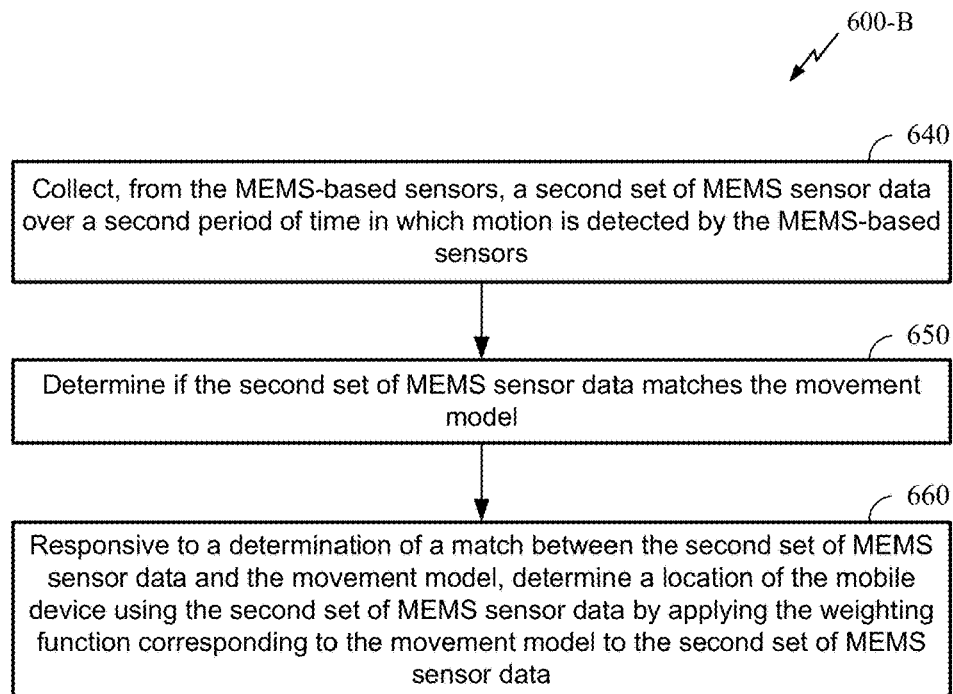 600-B
640
Collect, from the MEMS-based sensors, a second set of MEMS sensor data
over a second period of time in which motion is detected by the MEMS-based
sensors
650
Determine if the second set of MEMS sensor data matches the movement
model
660
Responsive to a determination of a match between the second set of MEMS
sensor data and the movement model, determine a location of the mobile
device using the second set of MEMS sensor data by applying the weighting
function corresponding to the movement model to the second set of MEMS
sensor data